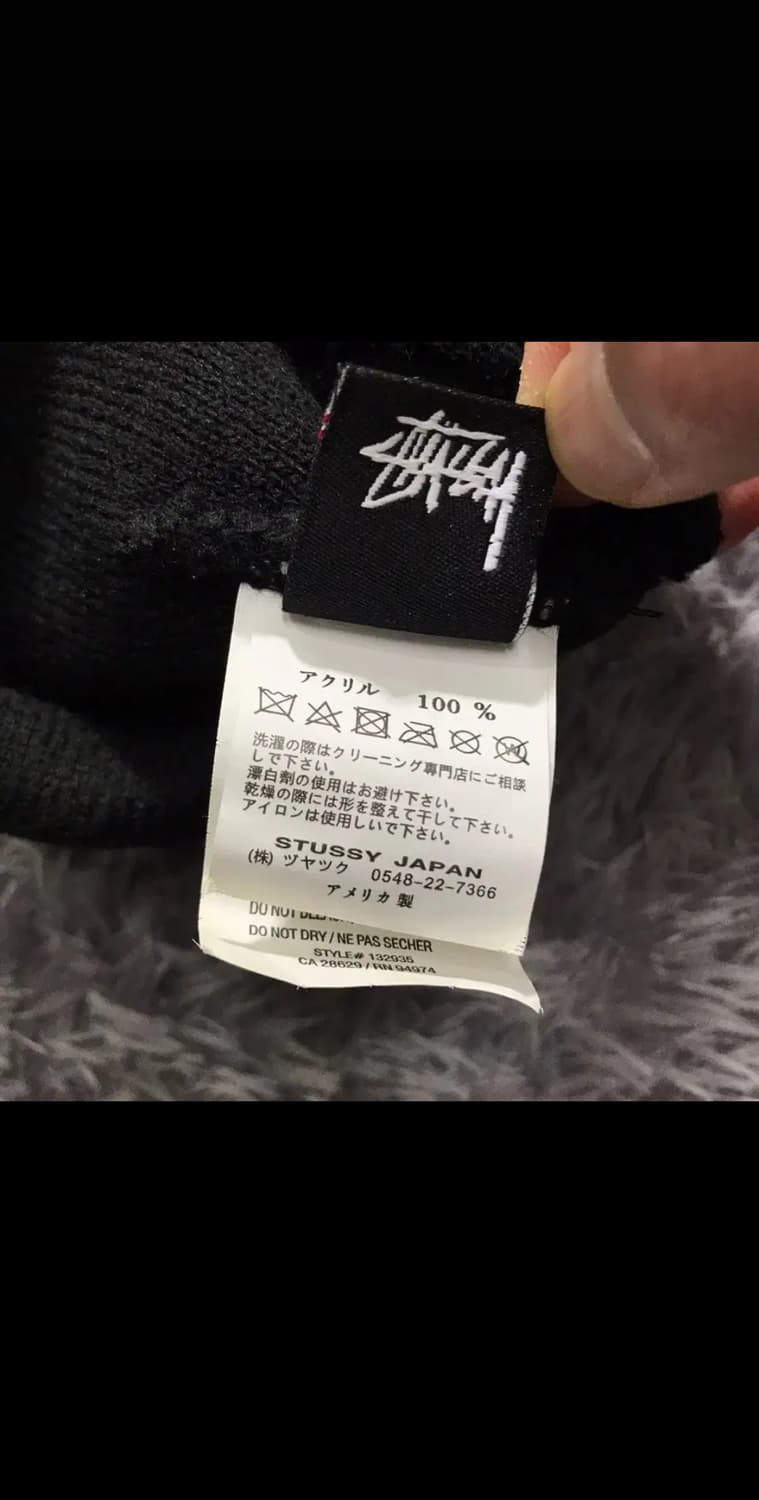 アクリル 100 %
洗濯の際はクリーニング専門店にご相談
しで下さい。
漂白剤の使用はお避け下さい。
乾燥の際には形を整えて干して下さい。
アイロンは使用しいで下さい。
STUSSY JAPAN
(株) ツヤツク 0548-22-7366
アメリカ製
DO NOT
DO NOT DRY / NE PAS SECHER
STYLE# 132935
CA 28629 / RN 94974